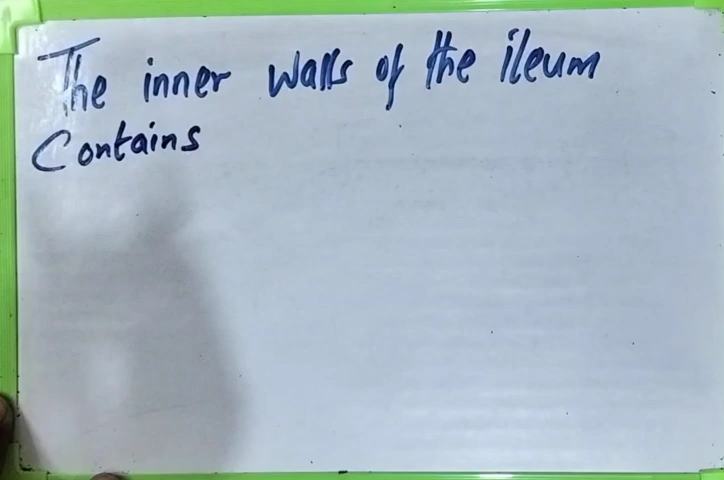 The inner walls of the ileum
Contains